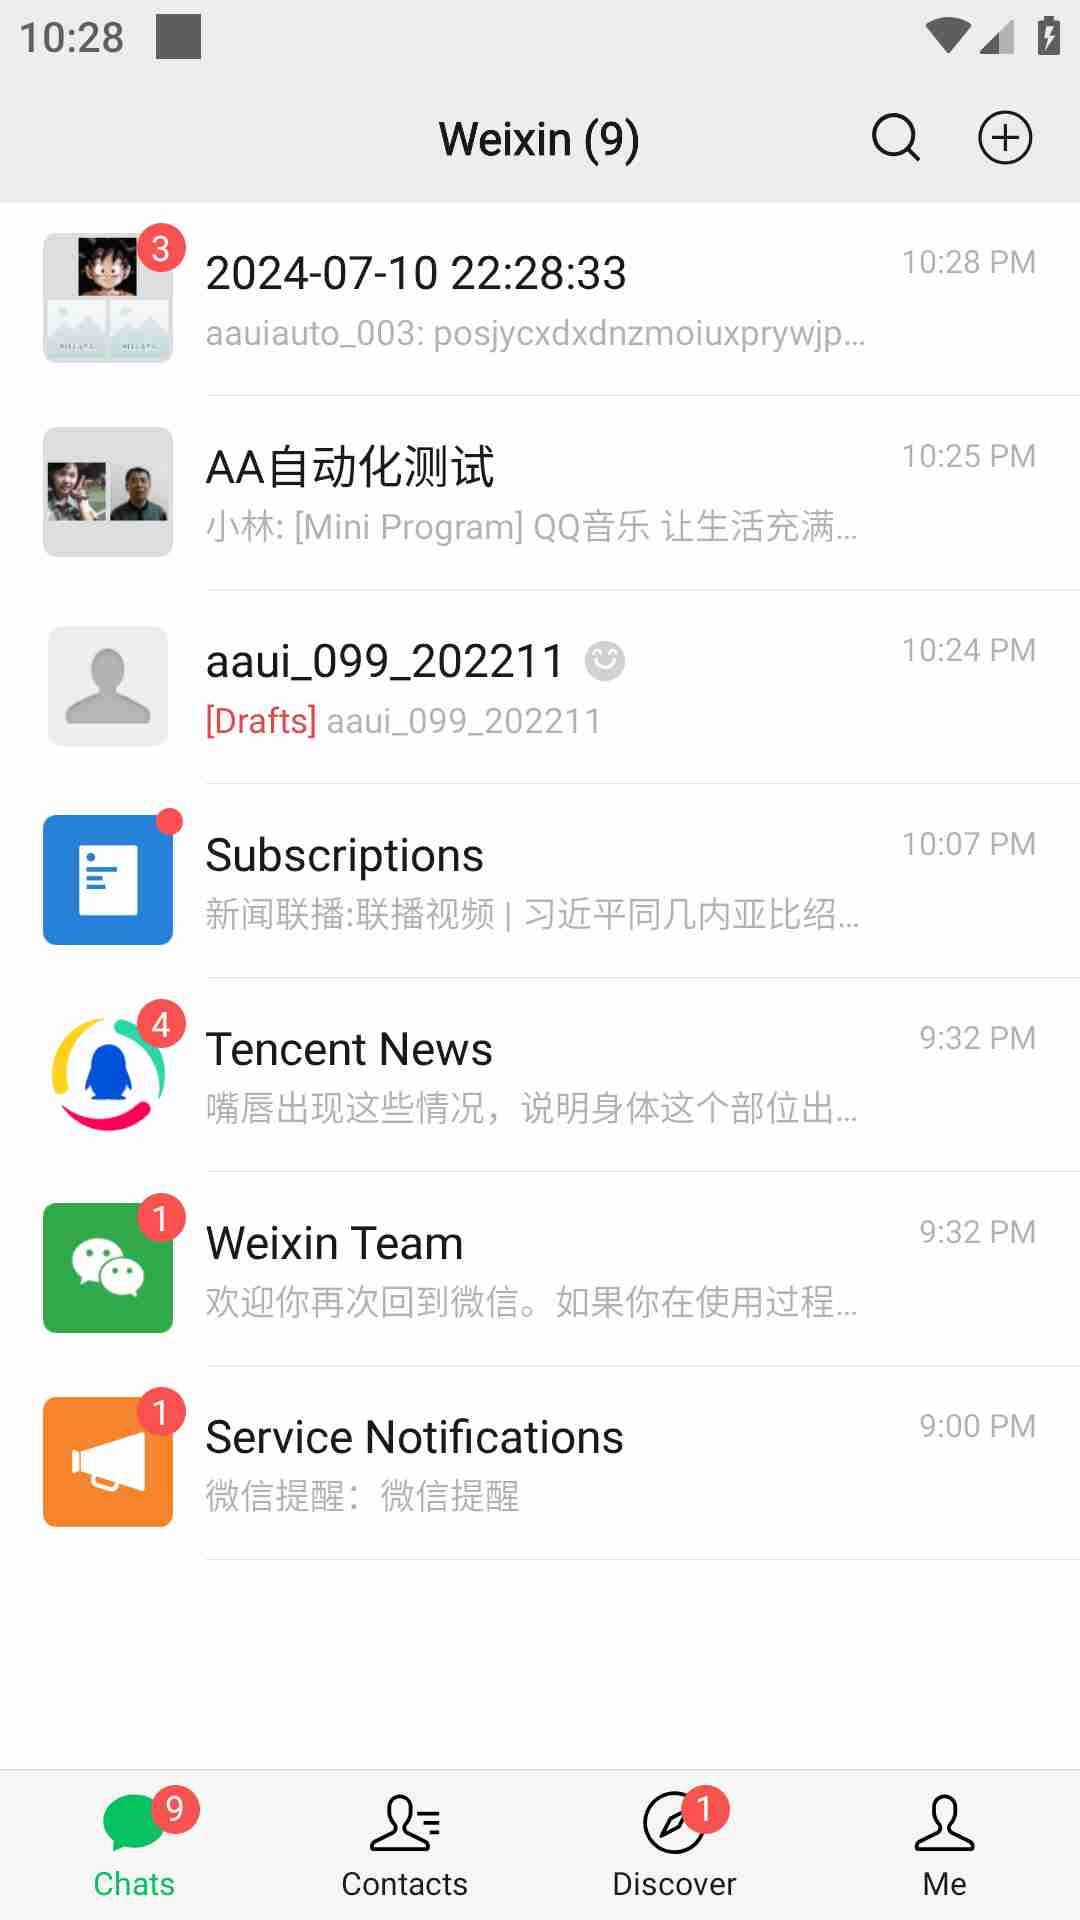 10:28
Weixin (9)
3
2024-07-10 22:28:33
10:28 PM
aauiauto_003: posjycxdxdnzmoiuxprywjp...
AA自动化测试
10:25 PM
小林: [Mini Program] QQ音乐 让生活充满...
aaui_099_202211
10:24 PM
[Drafts] aaui_099_202211
Subscriptions
10:07 PM
新闻联播:联播视频 | 习近平同几内亚比绍...
4
Tencent News
9:32 PM
嘴唇出现这些情况，说明身体这个部位出...
1
Weixin Team
9:32 PM
欢迎你再次回到微信。如果你在使用过程...
1
Service Notifications
9:00 PM
微信提醒：微信提醒
9
1
Chats
Contacts
Discover
Me